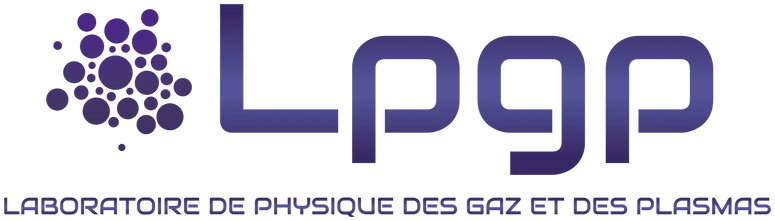 Lpgp
LABORATOIRE DE PHYSIQUE DES GAZ ET DES PLASMAS